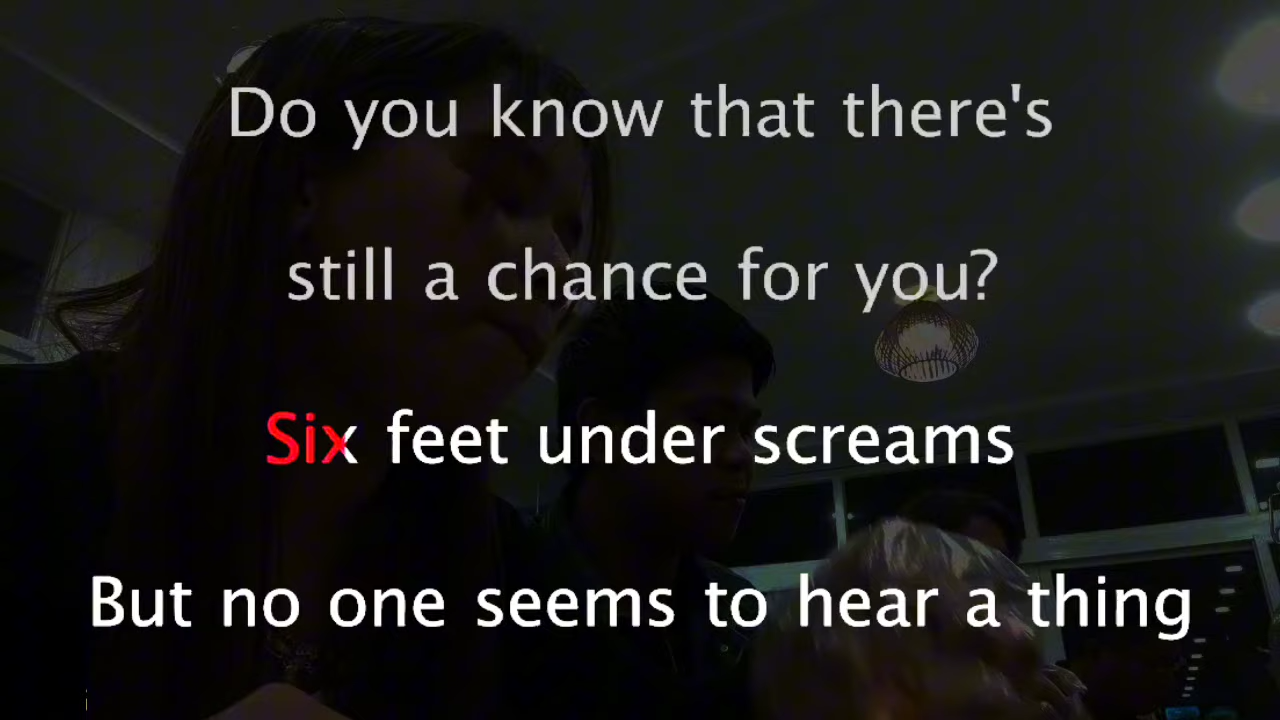 Do you know that there's
still a chance for you?
Six feet under screams
But no one seems to hear a thing